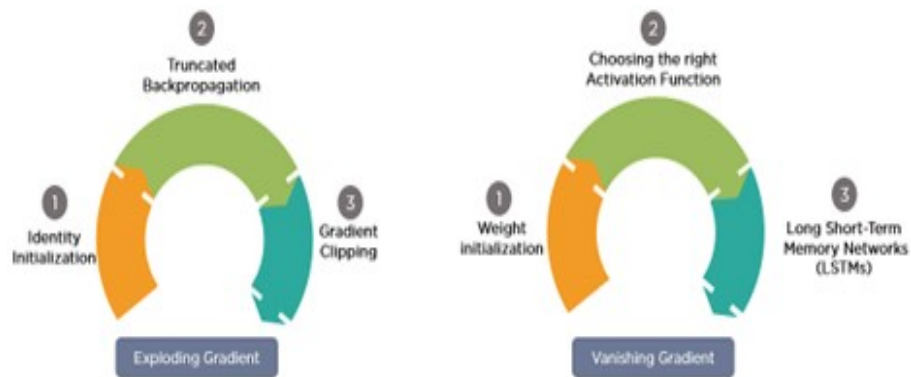 2
Truncated
Backpropagation
1
Identity
Initialization
3
Gradient
Clipping
Exploding Gradient
2
Choosing the right
Activation Function
1
Weight
initialization
3
Long Short-Term
Memory Networks
(LSTMs)
Vanishing Gradient